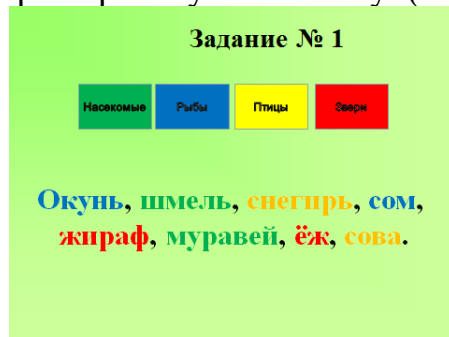 Задание № 1
Насекомые Рыбы Птицы Звери
Окунь, шмель, снегирь, сом,
жираф, муравей, ёж, сова.